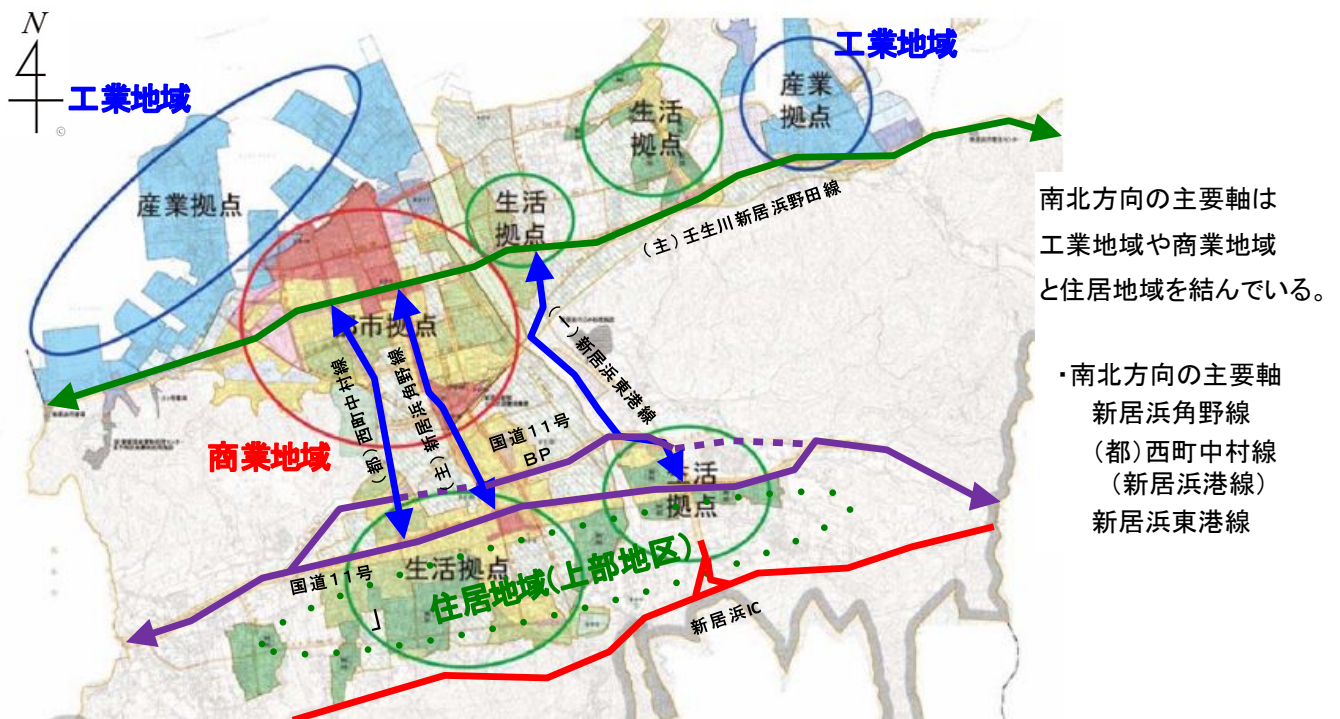 N
工業地域
工業地域
産業
拠点
生活
拠点
産業拠点
生活
拠点
(主)壬生川新居浜野田線
南北方向の主要軸は
工業地域や商業地域
と住居地域を結んでいる。
都市拠点
(都)西町中村線
(主)新居浜角野線
(一)新居浜東港線
・南北方向の主要軸
新居浜角野線
(都)西町中村線
(新居浜港線)
新居浜東港線
商業地域
国道11号
BP
生活
拠点
国道11号
生活拠点
住居地域(上部地区)
新居浜IC